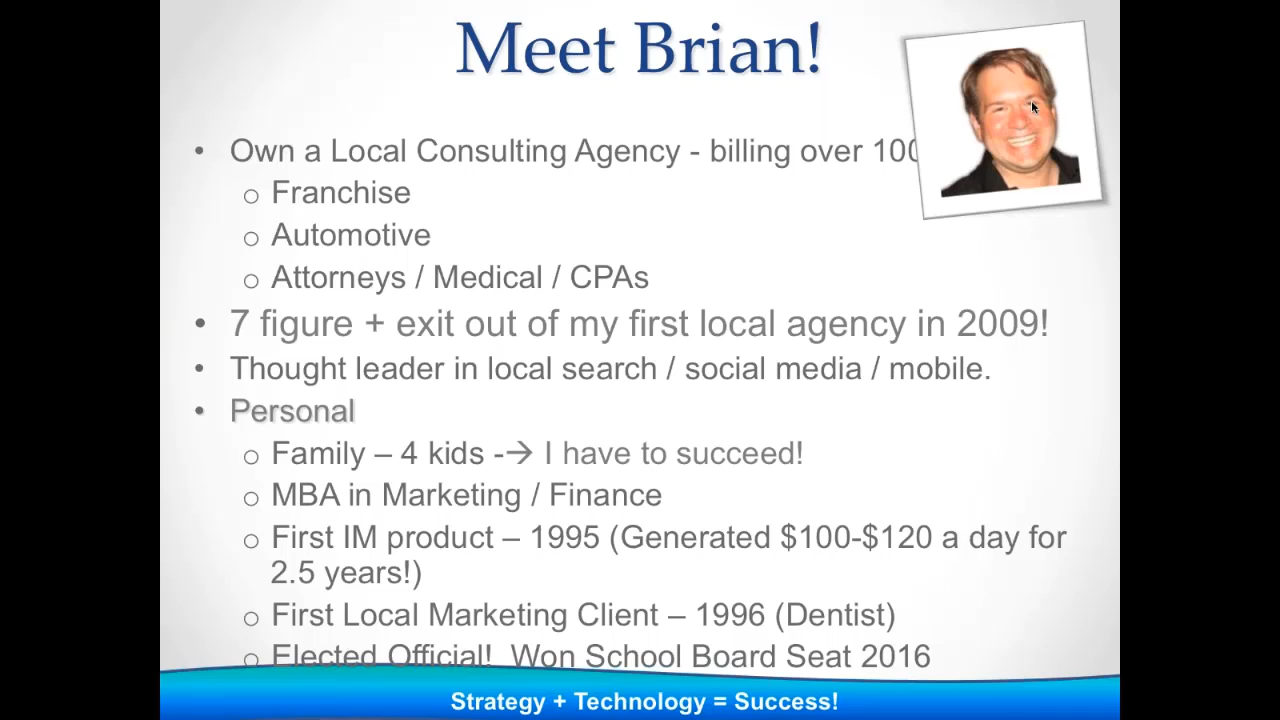 Meet Brian!
• Own a Local Consulting Agency - billing over 100
o Franchise
o Automotive
o Attorneys / Medical / CPAs
• 7 figure + exit out of my first local agency in 2009!
• Thought leader in local search / social media / mobile.
• Personal
o Family – 4 kids -→ I have to succeed!
o MBA in Marketing / Finance
o First IM product – 1995 (Generated $100-$120 a day for
2.5 years!)
o First Local Marketing Client – 1996 (Dentist)
o Elected Official! Won School Board Seat 2016
Strategy + Technology = Success!